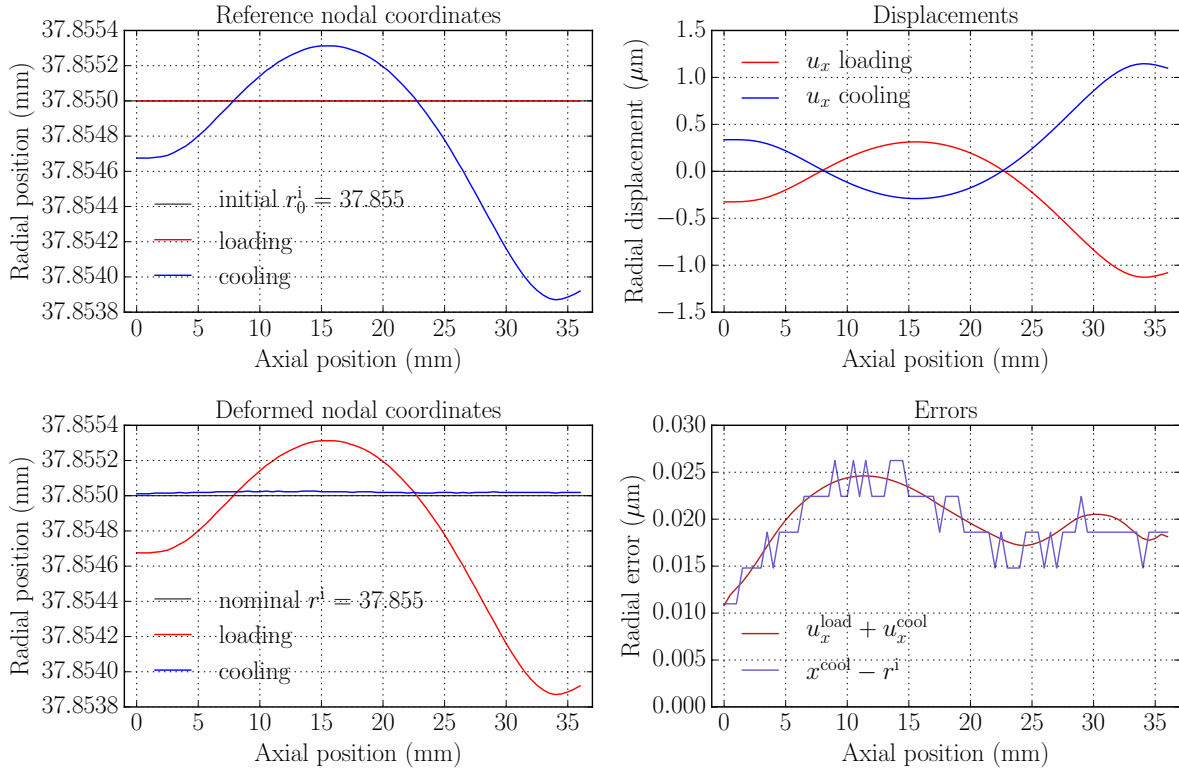 Reference nodal coordinates
37.8554
37.8552
37.8550
37.8548
37.8546
37.8544
37.8542
37.8540
37.8538
Radial position (mm)
initial r₀ⁱ = 37.855
loading
cooling
0 5 10 15 20 25 30 35
Axial position (mm)
Displacements
1.5
1.0
0.5
0.0
−0.5
−1.0
−1.5
Radial displacement (μm)
uₓ loading
uₓ cooling
0 5 10 15 20 25 30 35
Axial position (mm)
Deformed nodal coordinates
37.8554
37.8552
37.8550
37.8548
37.8546
37.8544
37.8542
37.8540
37.8538
Radial position (mm)
nominal rⁱ = 37.855
loading
cooling
0 5 10 15 20 25 30 35
Axial position (mm)
Errors
0.030
0.025
0.020
0.015
0.010
0.005
0.000
Radial error (μm)
uₓ^load + uₓ^cool
x^cool − rⁱ
0 5 10 15 20 25 30 35
Axial position (mm)